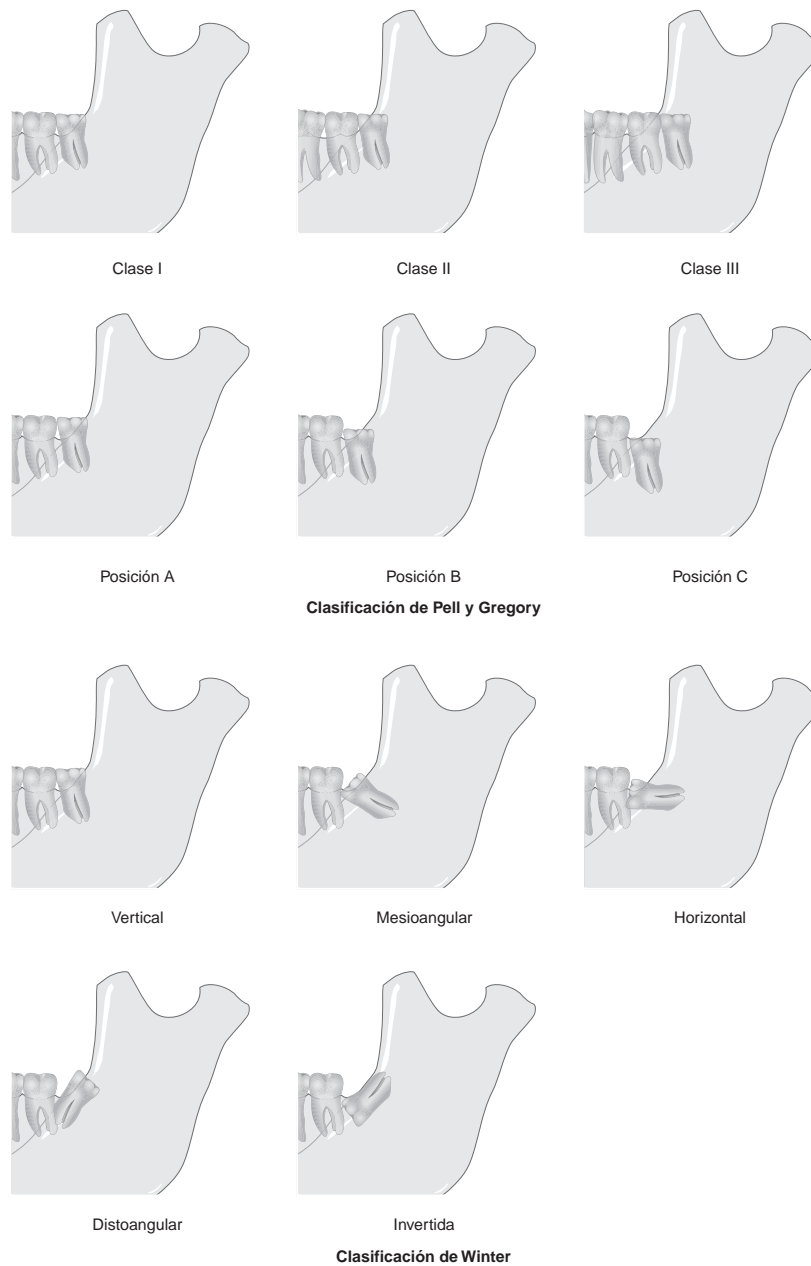 Clase I
Clase II
Clase III
Posición A
Posición B
Posición C
Clasificación de Pell y Gregory
Vertical
Mesioangular
Horizontal
Distoangular
Invertida
Clasificación de Winter